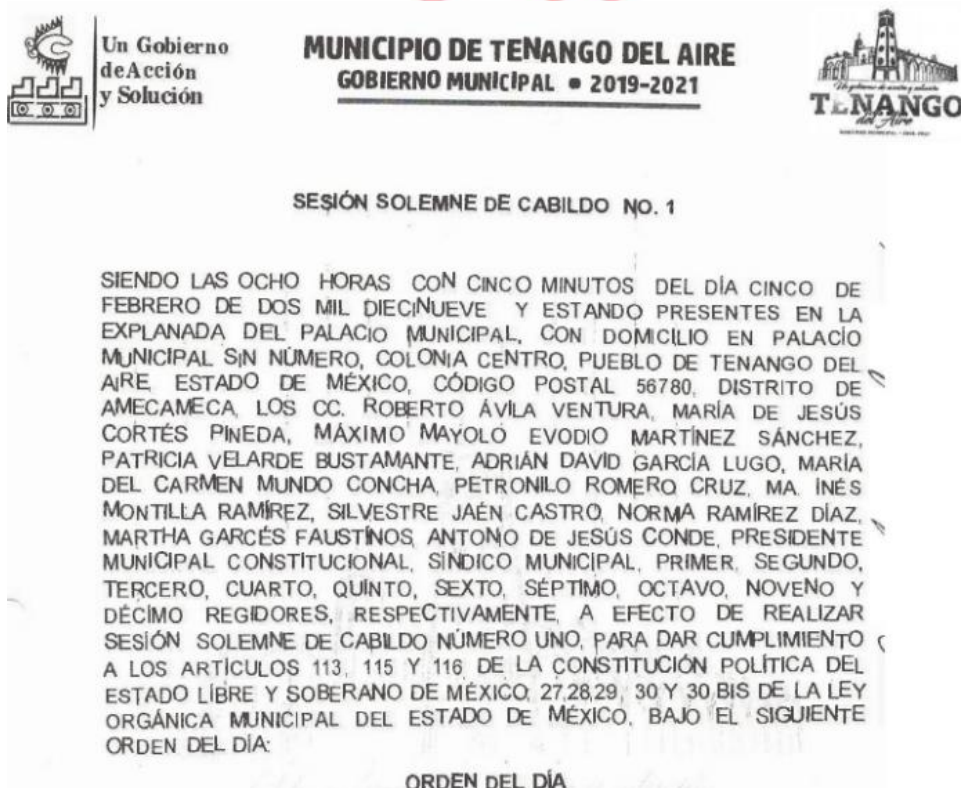 Un Gobierno
de Acción
y Solución
MUNICIPIO DE TENANGO DEL AIRE
GOBIERNO MUNICIPAL • 2019-2021
TENANGO
del Aire
SESIÓN SOLEMNE DE CABILDO NO. 1
SIENDO LAS OCHO HORAS CON CINCO MINUTOS DEL DÍA CINCO DE
FEBRERO DE DOS MIL DIECINUEVE Y ESTANDO PRESENTES EN LA
EXPLANADA DEL PALACIO MUNICIPAL, CON DOMICILIO EN PALACIO
MUNICIPAL SIN NÚMERO, COLONIA CENTRO, PUEBLO DE TENANGO DEL
AIRE, ESTADO DE MÉXICO, CÓDIGO POSTAL 56780, DISTRITO DE
AMECAMECA, LOS CC. ROBERTO ÁVILA VENTURA, MARÍA DE JESÚS
CORTÉS PINEDA, MÁXIMO MAYOLO EVODIO MARTÍNEZ SÁNCHEZ,
PATRICIA VELARDE BUSTAMANTE, ADRIÁN DAVID GARCÍA LUGO, MARÍA
DEL CARMEN MUNDO CONCHA, PETRONILO ROMERO CRUZ, MA. INÉS
MONTILLA RAMÍREZ, SILVESTRE JAÉN CASTRO, NORMA RAMÍREZ DÍAZ,
MARTHA GARCÉS FAUSTINOS, ANTONIO DE JESÚS CONDE, PRESIDENTE
MUNICIPAL CONSTITUCIONAL, SÍNDICO MUNICIPAL, PRIMER, SEGUNDO,
TERCERO, CUARTO, QUINTO, SEXTO, SÉPTIMO, OCTAVO, NOVENO Y
DÉCIMO REGIDORES, RESPECTIVAMENTE, A EFECTO DE REALIZAR
SESIÓN SOLEMNE DE CABILDO NÚMERO UNO, PARA DAR CUMPLIMIENTO
A LOS ARTÍCULOS 113, 115 Y 116 DE LA CONSTITUCIÓN POLÍTICA DEL
ESTADO LIBRE Y SOBERANO DE MÉXICO, 27,28,29, 30 Y 30 BIS DE LA LEY
ORGÁNICA MUNICIPAL DEL ESTADO DE MÉXICO, BAJO EL SIGUIENTE
ORDEN DEL DÍA:
ORDEN DEL DÍA